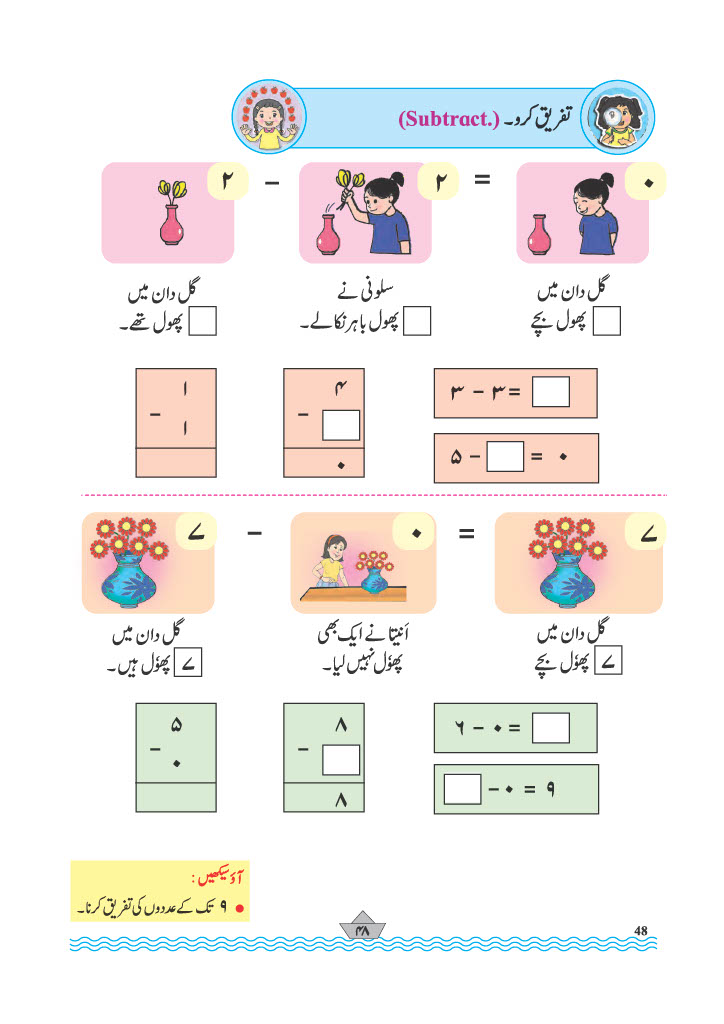 تفریق کرو۔ (Subtract.)
۲ − ۲ = ۰
گل دان میں
پھول تھے۔
سلونی نے
پھول باہر نکالے۔
گل دان میں
پھول بچے
۱
− ۱
۴
−
۰
۳ − ۳ =
۵ − = ۰
۷ − ۰ = ۷
گل دان میں
۷ پھوٗل ہیں۔
اَنیتا نے ایک بھی
پھوٗل نہیں لیا۔
گل دان میں
۷ پھوٗل بچے
۵
− ۰
۸
−
۸
۶ − ۰ =
− ۰ = ۹
آؤ سیکھیں :
● ۹ تک کے عددوں کی تفریق کرنا۔
۴۸
48